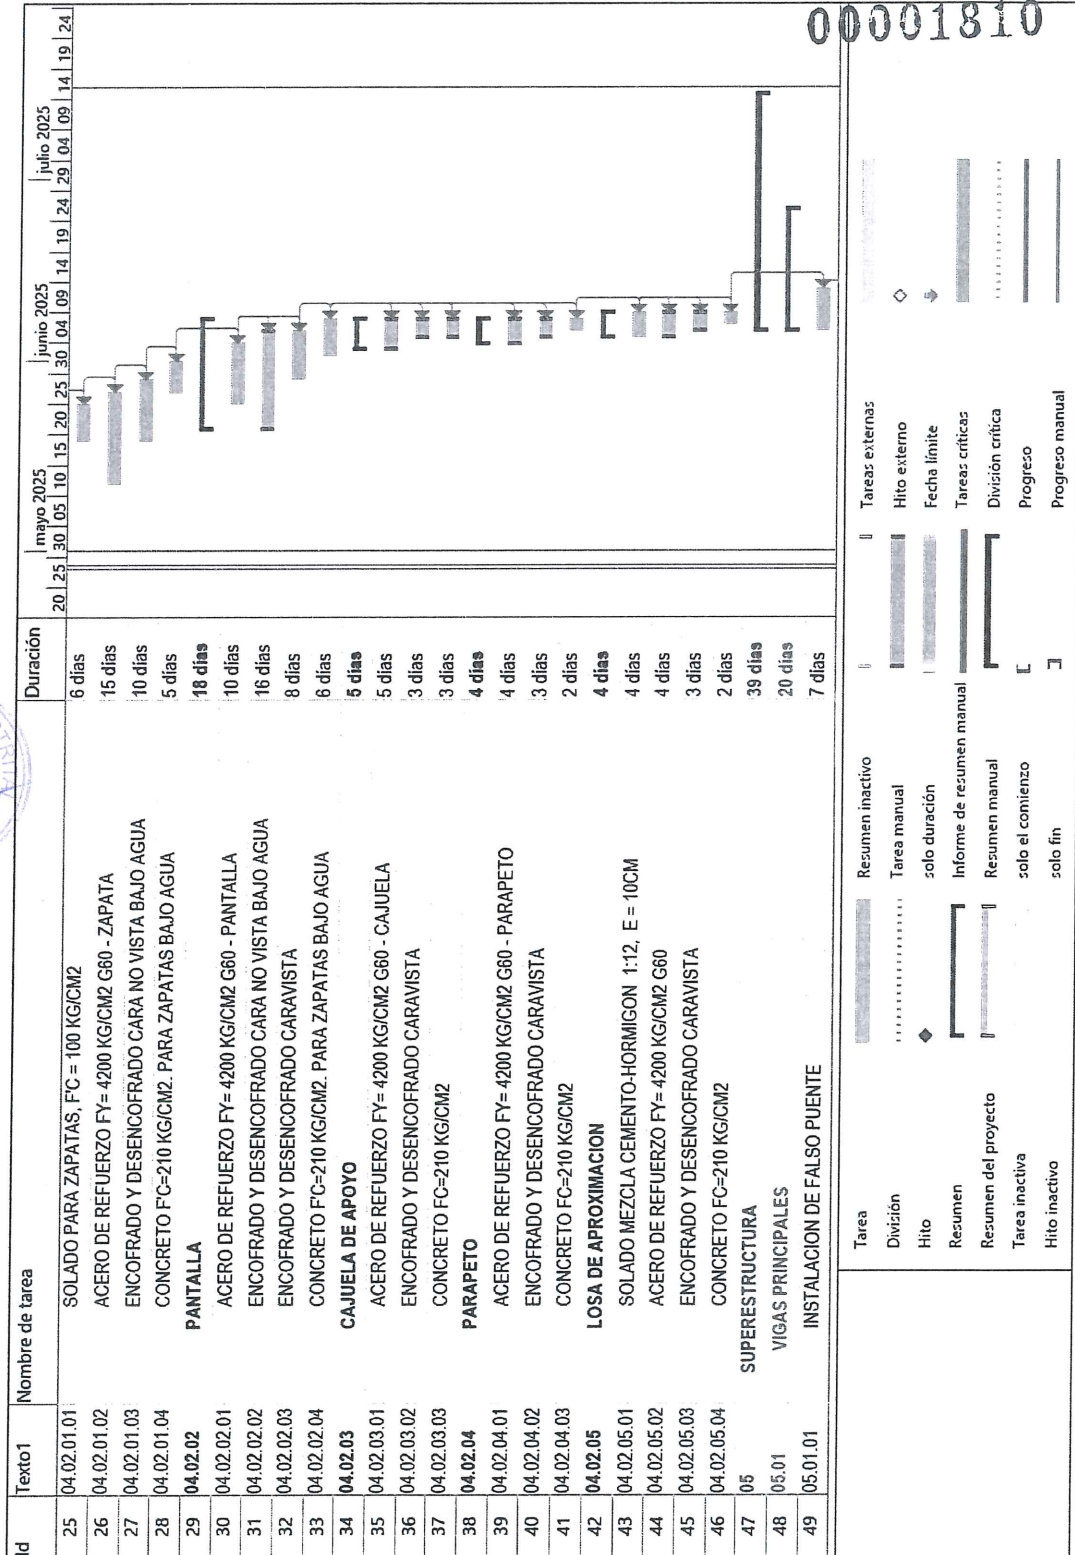 00001810
Id Texto1 Nombre de tarea Duración
mayo 2025 junio 2025 julio 2025
20 25 30 05 10 15 20 25 30 04 09 14 19 24 29 04 09 14 19 24
25 04.02.01.01 SOLADO PARA ZAPATAS, F'C = 100 KG/CM2 6 días
26 04.02.01.02 ACERO DE REFUERZO FY= 4200 KG/CM2 G60 - ZAPATA 15 días
27 04.02.01.03 ENCOFRADO Y DESENCOFRADO CARA NO VISTA BAJO AGUA 10 días
28 04.02.01.04 CONCRETO F'C=210 KG/CM2. PARA ZAPATAS BAJO AGUA 5 días
29 04.02.02 PANTALLA 18 días
30 04.02.02.01 ACERO DE REFUERZO FY= 4200 KG/CM2 G60 - PANTALLA 10 días
31 04.02.02.02 ENCOFRADO Y DESENCOFRADO CARA NO VISTA BAJO AGUA 16 días
32 04.02.02.03 ENCOFRADO Y DESENCOFRADO CARAVISTA 8 días
33 04.02.02.04 CONCRETO F'C=210 KG/CM2. PARA ZAPATAS BAJO AGUA 6 días
34 04.02.03 CAJUELA DE APOYO 5 días
35 04.02.03.01 ACERO DE REFUERZO FY= 4200 KG/CM2 G60 - CAJUELA 5 días
36 04.02.03.02 ENCOFRADO Y DESENCOFRADO CARAVISTA 3 días
37 04.02.03.03 CONCRETO FC=210 KG/CM2 3 días
38 04.02.04 PARAPETO 4 días
39 04.02.04.01 ACERO DE REFUERZO FY= 4200 KG/CM2 G60 - PARAPETO 4 días
40 04.02.04.02 ENCOFRADO Y DESENCOFRADO CARAVISTA 3 días
41 04.02.04.03 CONCRETO FC=210 KG/CM2 2 días
42 04.02.05 LOSA DE APROXIMACION 4 días
43 04.02.05.01 SOLADO MEZCLA CEMENTO-HORMIGON 1:12, E = 10CM 4 días
44 04.02.05.02 ACERO DE REFUERZO FY= 4200 KG/CM2 G60 4 días
45 04.02.05.03 ENCOFRADO Y DESENCOFRADO CARAVISTA 3 días
46 04.02.05.04 CONCRETO FC=210 KG/CM2 2 días
47 05 SUPERESTRUCTURA 39 días
48 05.01 VIGAS PRINCIPALES 20 días
49 05.01.01 INSTALACION DE FALSO PUENTE 7 días
Tarea Resumen inactivo Tareas externas
División Tarea manual Hito externo
Hito solo duración Fecha límite
Resumen Informe de resumen manual Tareas críticas
Resumen del proyecto Resumen manual División crítica
Tarea inactiva solo el comienzo Progreso
Hito inactivo solo fin Progreso manual